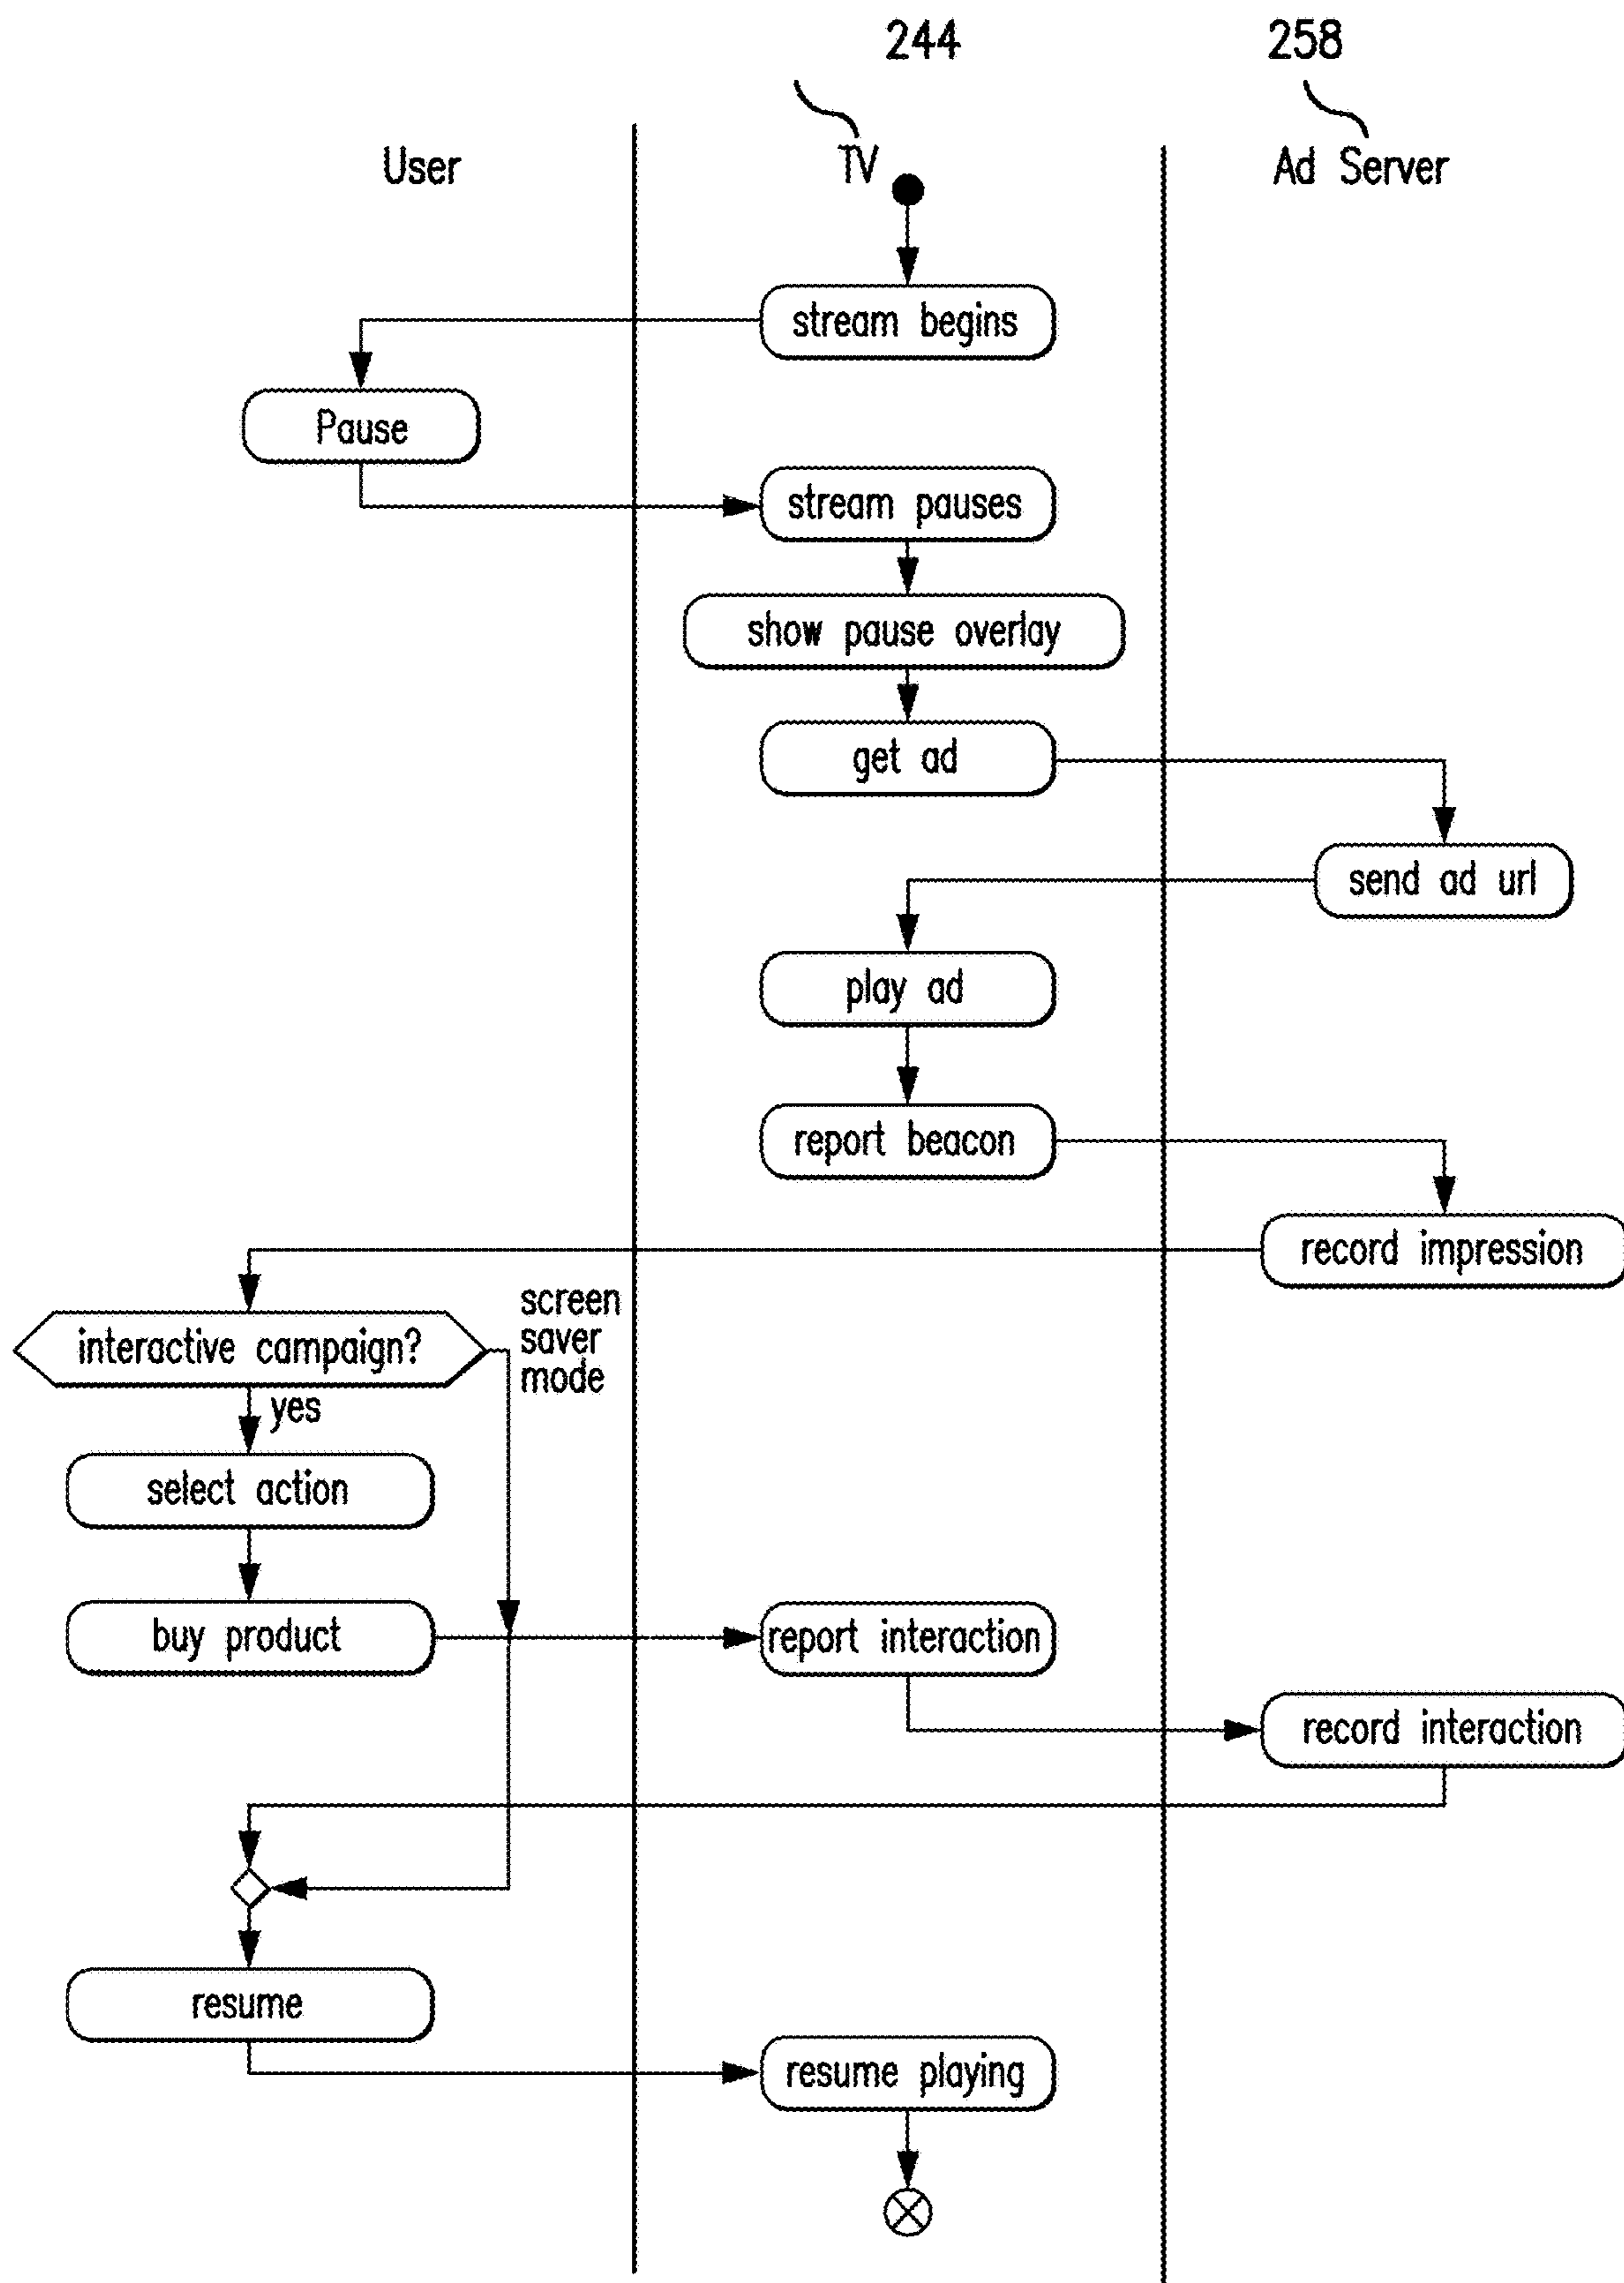 244
258
User
TV
Ad Server
stream begins
Pause
stream pauses
show pause overlay
get ad
send ad url
play ad
report beacon
record impression
interactive campaign?
screen
saver
mode
yes
select action
buy product
report interaction
record interaction
resume
resume playing